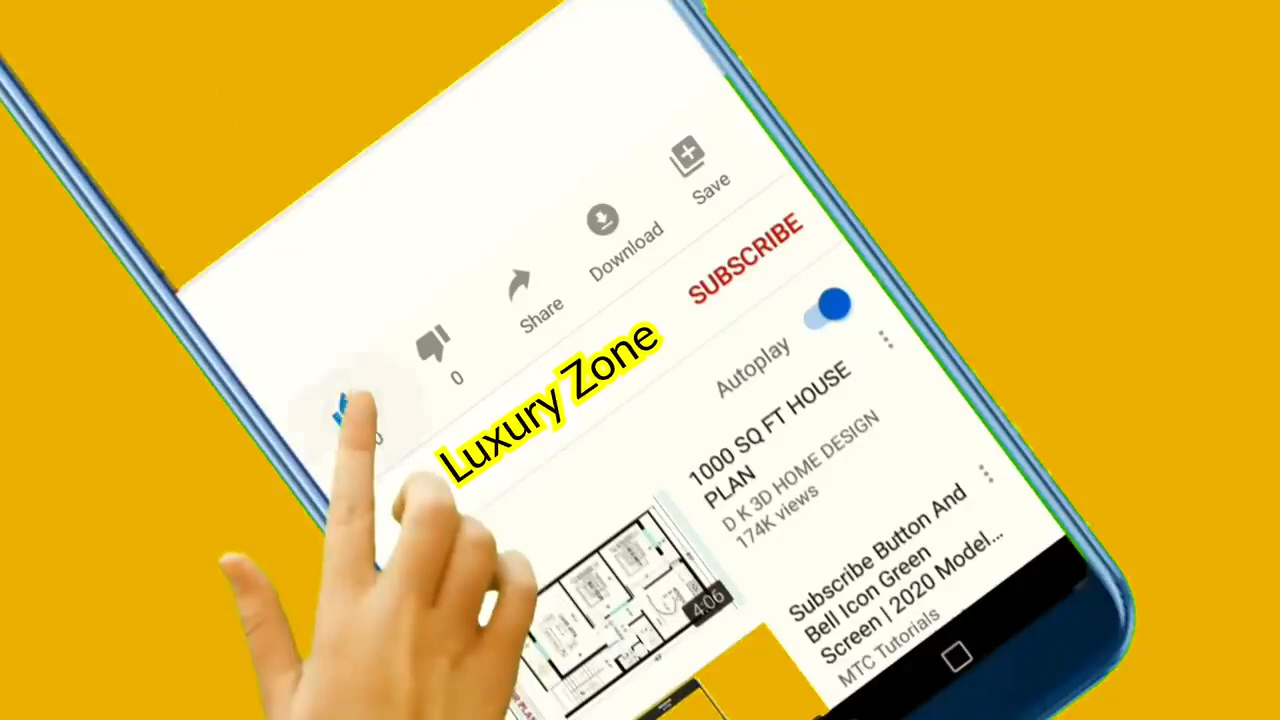 Save
Download
Share
0
0
SUBSCRIBE
Luxury Zone
Autoplay
1000 SQ FT HOUSE
PLAN
D K 3D HOME DESIGN
174K views
4:06
Subscribe Button And
Bell Icon Green
Screen | 2020 Model...
MTC Tutorials